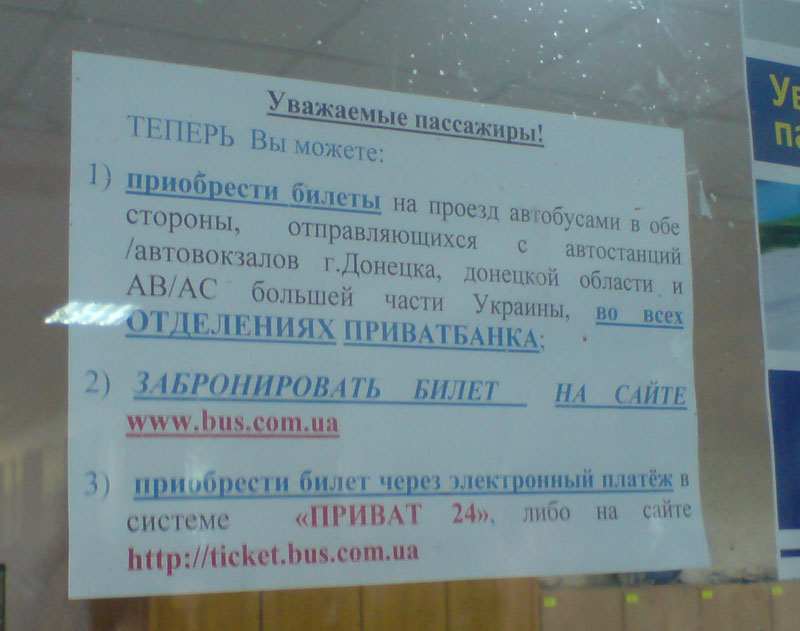 Уважаемые пассажиры!
ТЕПЕРЬ Вы можете:
1) приобрести билеты на проезд автобусами в обе
стороны, отправляющихся с автостанций
/автовокзалов г.Донецка, донецкой области и
АВ/АС большей части Украины, во всех
ОТДЕЛЕНИЯХ ПРИВАТБАНКА;
2) ЗАБРОНИРОВАТЬ БИЛЕТ НА САЙТЕ
www.bus.com.ua
3) приобрести билет через электронный платёж в
системе «ПРИВАТ 24», либо на сайте
http://ticket.bus.com.ua